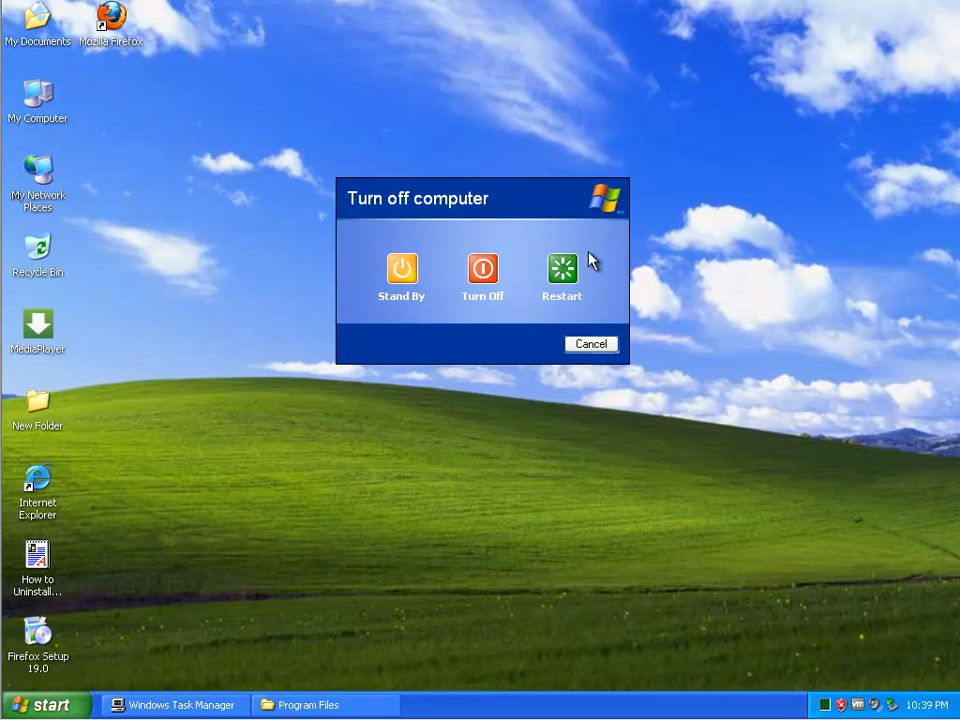 My Documents
Mozilla Firefox
My Computer
My Network
Places
Recycle Bin
MediaPlayer
New Folder
Internet
Explorer
How to
Uninstall...
Firefox Setup
19.0
Turn off computer
Stand By
Turn Off
Restart
Cancel
start
Windows Task Manager
Program Files
vm
10:39 PM